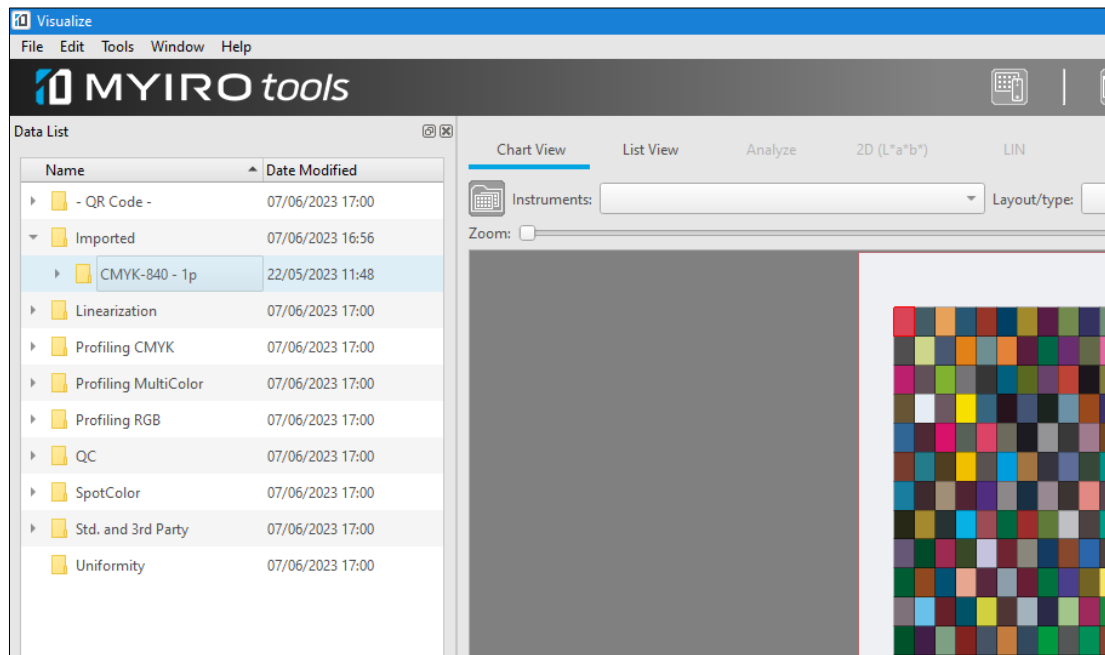 Visualize
File Edit Tools Window Help
MYIRO tools
Data List
Name Date Modified
- QR Code - 07/06/2023 17:00
Imported 07/06/2023 16:56
CMYK-840 - 1p 22/05/2023 11:48
Linearization 07/06/2023 17:00
Profiling CMYK 07/06/2023 17:00
Profiling MultiColor 07/06/2023 17:00
Profiling RGB 07/06/2023 17:00
QC 07/06/2023 17:00
SpotColor 07/06/2023 17:00
Std. and 3rd Party 07/06/2023 17:00
Uniformity 07/06/2023 17:00
Chart View List View Analyze 2D (L*a*b*) LIN
Instruments: Layout/type:
Zoom: